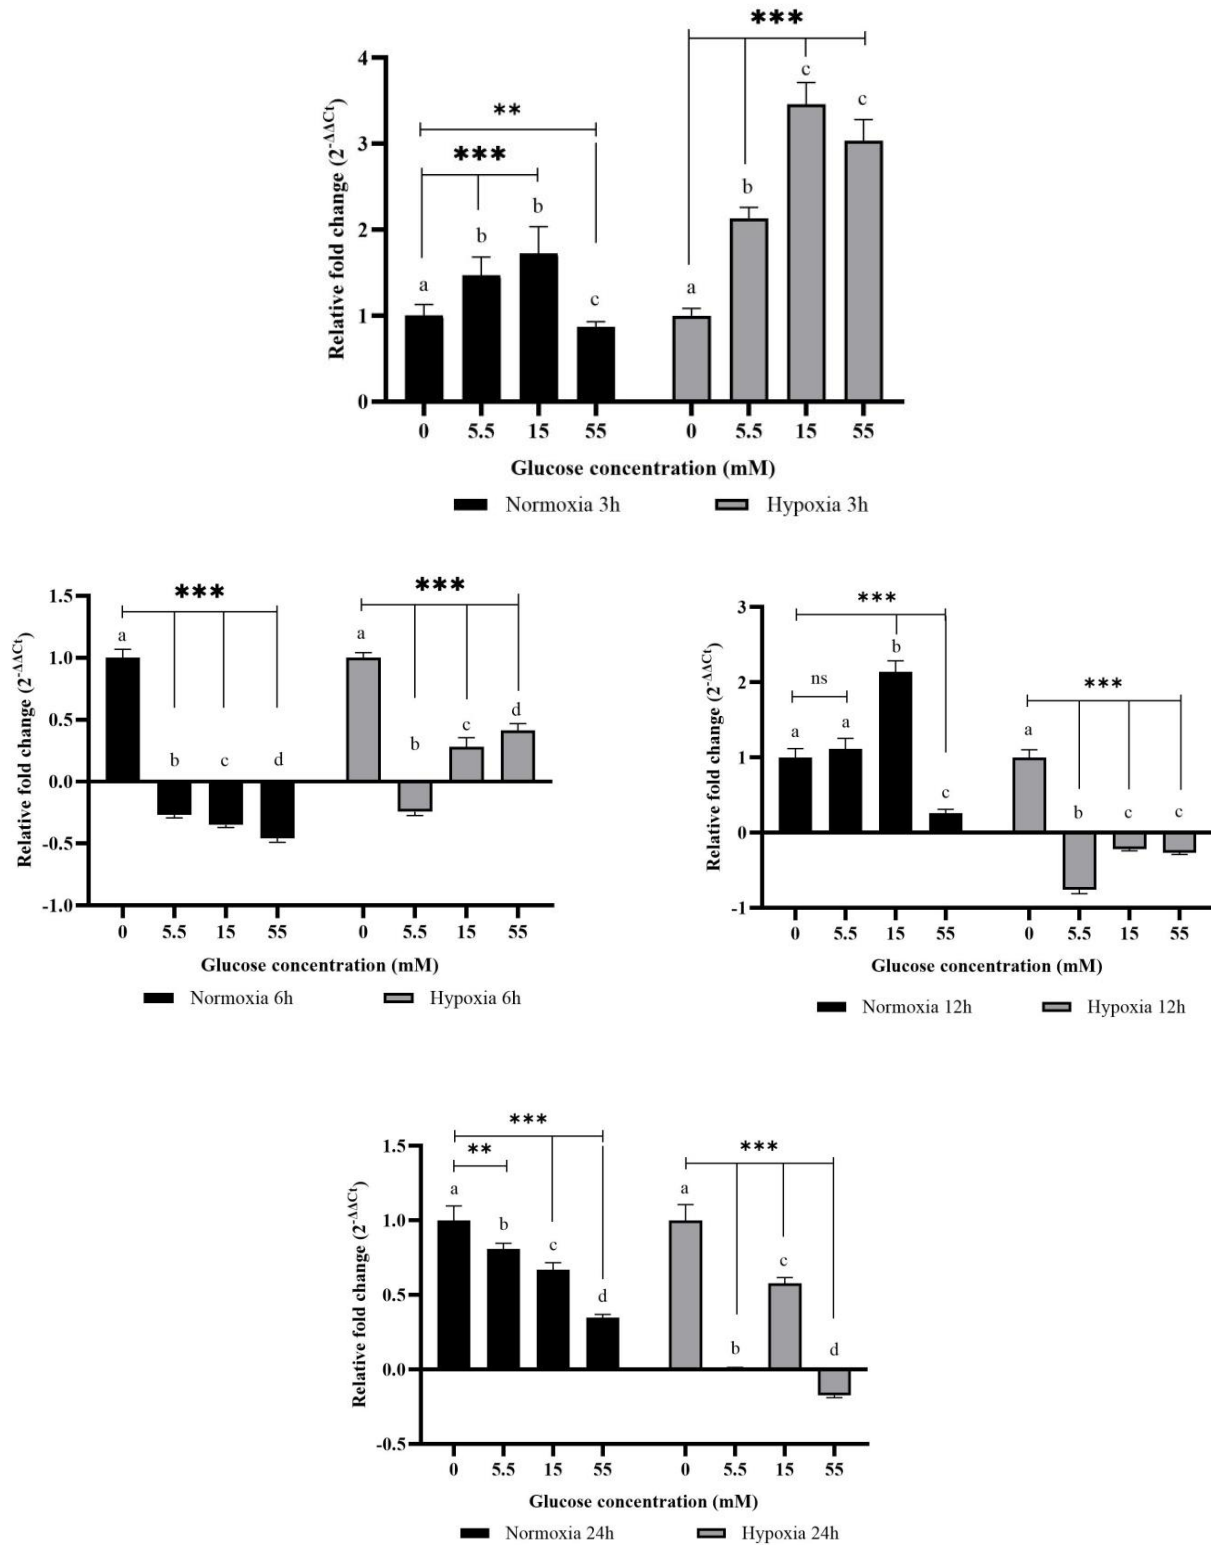 ***
4
Relative fold change (2^-ΔΔCt)
**
***
c
c
3
b
b
b
2
a
c
a
1
0
0 5.5 15 55 0 5.5 15 55
Glucose concentration (mM)
Normoxia 3h Hypoxia 3h
1.5
Relative fold change (2^-ΔΔCt)
*** ***
a a
1.0
0.5
b c d b c d
0.0
-0.5
-1.0
0 5.5 15 55 0 5.5 15 55
Glucose concentration (mM)
Normoxia 6h Hypoxia 6h
3
Relative fold change (2^-ΔΔCt)
***
b
ns
***
2
a a a
1
c b c c
0
-1
0 5.5 15 55 0 5.5 15 55
Glucose concentration (mM)
Normoxia 12h Hypoxia 12h
1.5
Relative fold change (2^-ΔΔCt)
***
** ***
a a
b
1.0
c c
d
0.5
b d
0.0
-0.5
0 5.5 15 55 0 5.5 15 55
Glucose concentration (mM)
Normoxia 24h Hypoxia 24h